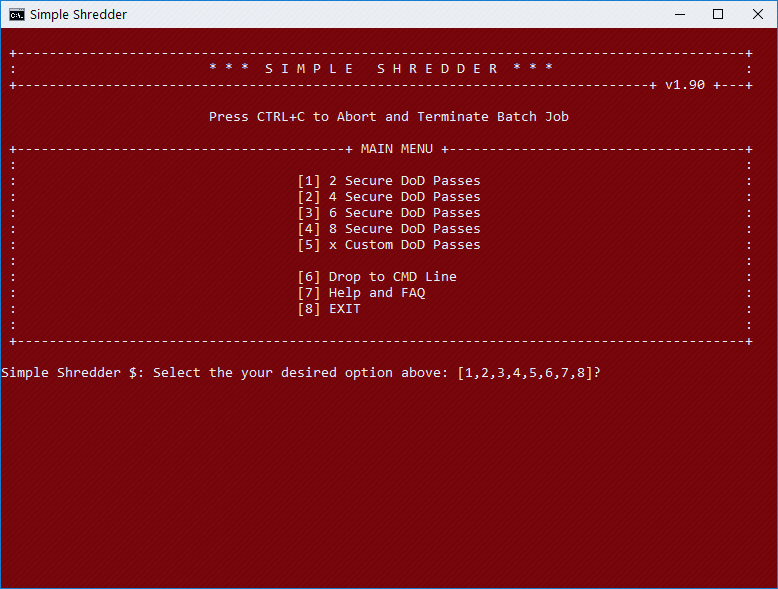 Simple Shredder
* * *  S I M P L E   S H R E D D E R  * * *
v1.90
Press CTRL+C to Abort and Terminate Batch Job
MAIN MENU
[1] 2 Secure DoD Passes
[2] 4 Secure DoD Passes
[3] 6 Secure DoD Passes
[4] 8 Secure DoD Passes
[5] x Custom DoD Passes
[6] Drop to CMD Line
[7] Help and FAQ
[8] EXIT
Simple Shredder $: Select the your desired option above: [1,2,3,4,5,6,7,8]?